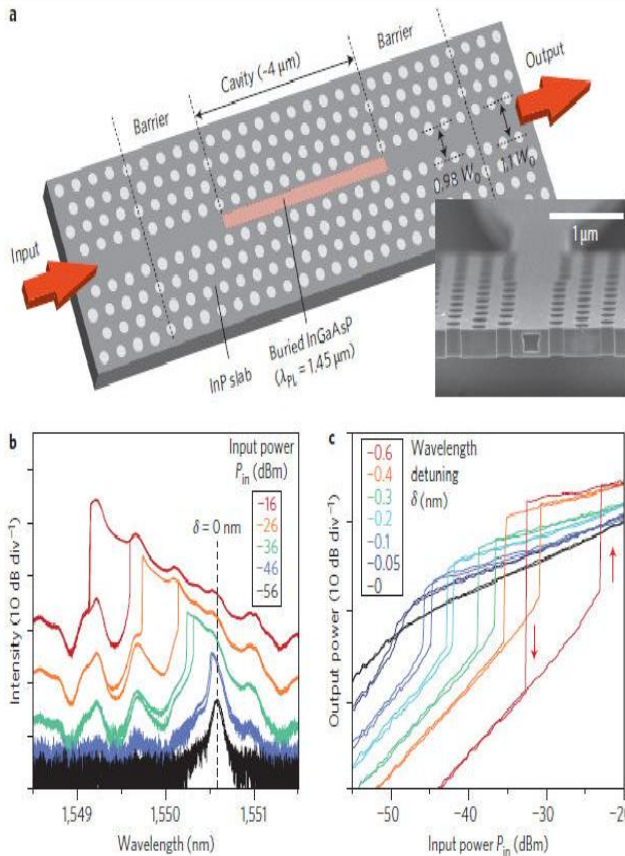 a
Barrier
Output
Cavity (~4 μm)
Barrier
0.98 W₀
1.1 W₀
Input
1 μm
InP slab
Buried InGaAsP
(λPL = 1.45 μm)
b
Input power
Pin (dBm)
−16
−26
−36
−46
−56
δ = 0 nm
Intensity (10 dB div⁻¹)
1,549
1,550
1,551
Wavelength (nm)
c
−0.6
−0.4
−0.3
−0.2
−0.1
−0.05
−0
Wavelength
detuning
δ (nm)
Output power (10 dB div⁻¹)
−50
−40
−30
−20
Input power Pin (dBm)